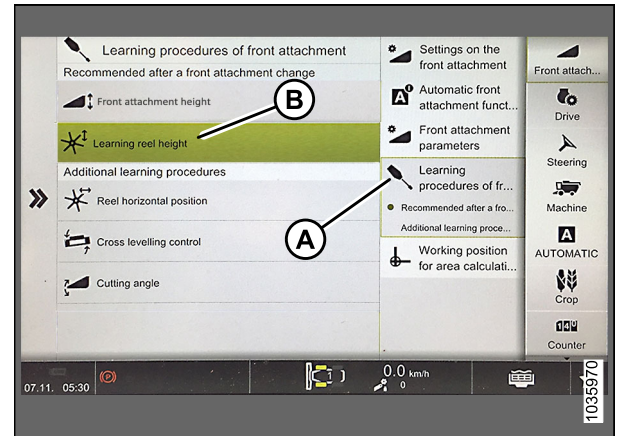 Learning procedures of front attachment
Recommended after a front attachment change
Front attachment height
B
Learning reel height
Additional learning procedures
Reel horizontal position
Cross levelling control
Cutting angle
Settings on the
front attachment
Automatic front
attachment funct...
Front attachment
parameters
Learning
procedures of fr...
Recommended after a fro...
Additional learning proce...
A
Working position
for area calculati...
Front attach...
Drive
Steering
Machine
A
AUTOMATIC
Crop
Counter
07.11. 05:30
(P)
1
0.0 km/h
0
1035970